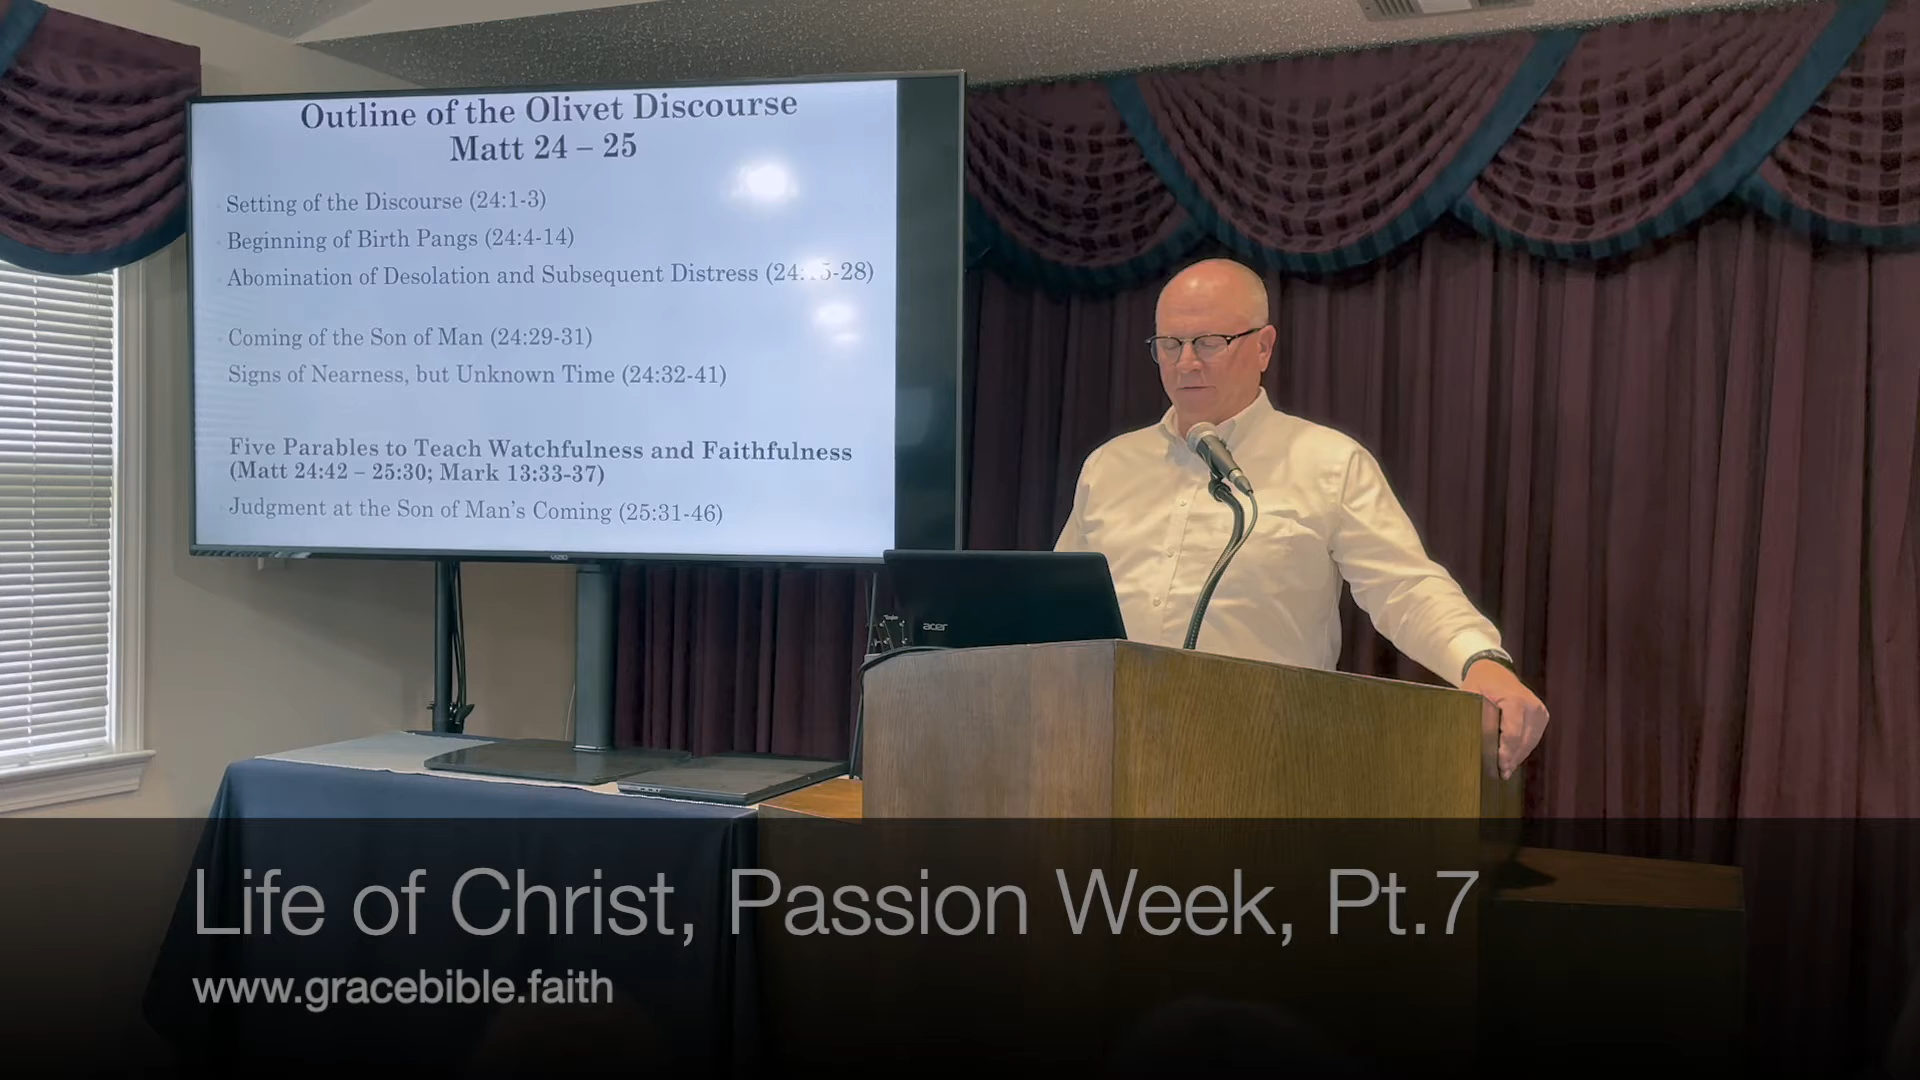 Outline of the Olivet Discourse
Matt 24 – 25
Setting of the Discourse (24:1-3)
Beginning of Birth Pangs (24:4-14)
Abomination of Desolation and Subsequent Distress -28)
Coming of the Son of Man (24:29-31)
Signs of Nearness, but Unknown Time (24:32-41)
Five Parables to Teach Watchfulness and Faithfulness
(Matt 24:42 – 25:30; Mark 13:33-37)
Judgment at the Son of Man's Coming (25:31-46)
VIZIO
acer
Life of Christ, Passion Week, Pt.7
www.gracebible.faith